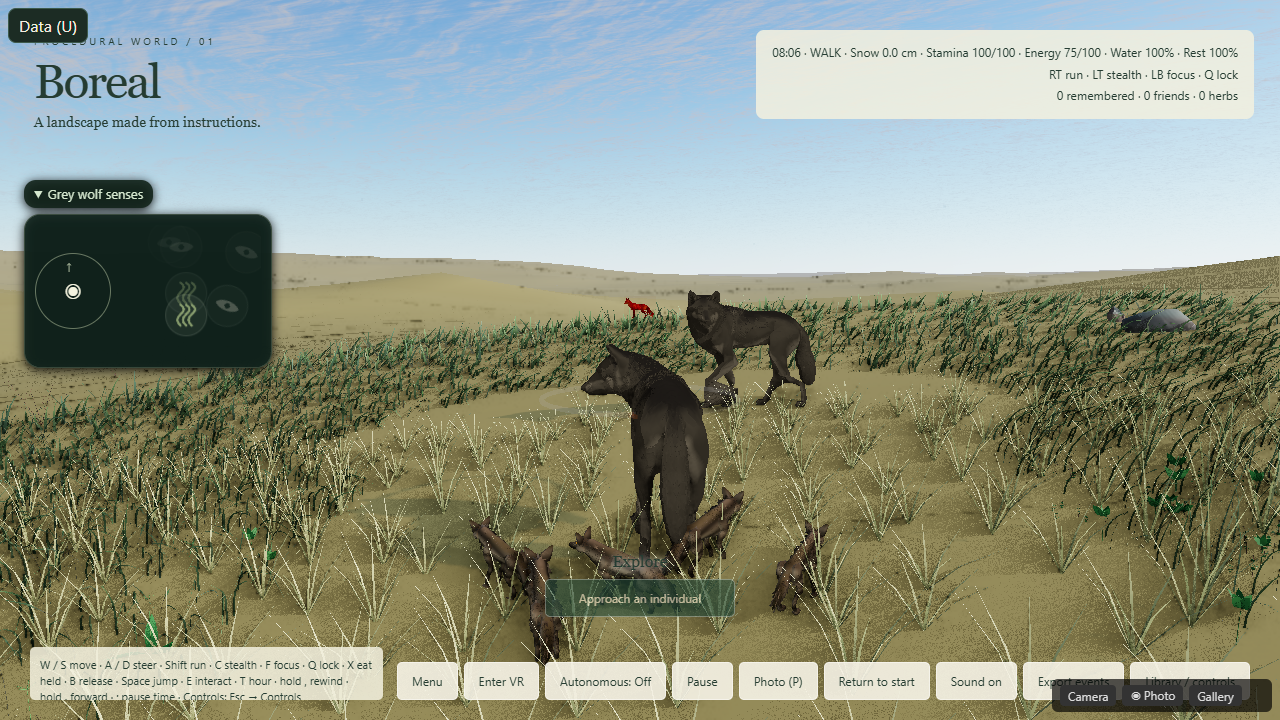 Data (U)
PROCEDURAL WORLD / 01
Boreal
A landscape made from instructions.
08:06 · WALK · Snow 0.0 cm · Stamina 100/100 · Energy 75/100 · Water 100% · Rest 100%
RT run · LT stealth · LB focus · Q lock
0 remembered · 0 friends · 0 herbs
▼ Grey wolf senses
↑
Explore
Approach an individual
W / S move · A / D steer · Shift run · C stealth · F focus · Q lock · X eat
held · B release · Space jump · E interact · T hour · hold , rewind ·
hold . forward · ; pause time · Controls: Esc → Controls
Menu
Enter VR
Autonomous: Off
Pause
Photo (P)
Return to start
Sound on
Export events
Library / controls
Camera
◉ Photo
Gallery